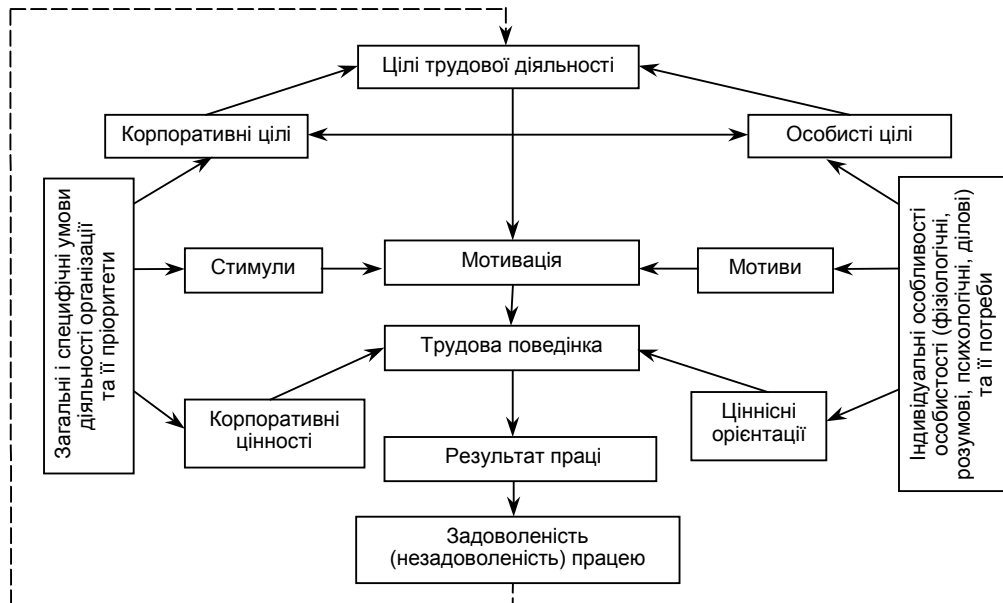 Цілі трудової діяльності
Корпоративні цілі
Особисті цілі
Загальні і специфічні умови
діяльності організації
та її пріоритети
Індивідуальні особливості
особистості (фізіологічні,
розумові, психологічні, ділові)
та її потреби
Стимули
Мотивація
Мотиви
Трудова поведінка
Корпоративні
цінності
Ціннісні
орієнтації
Результат праці
Задоволеність
(незадоволеність) працею